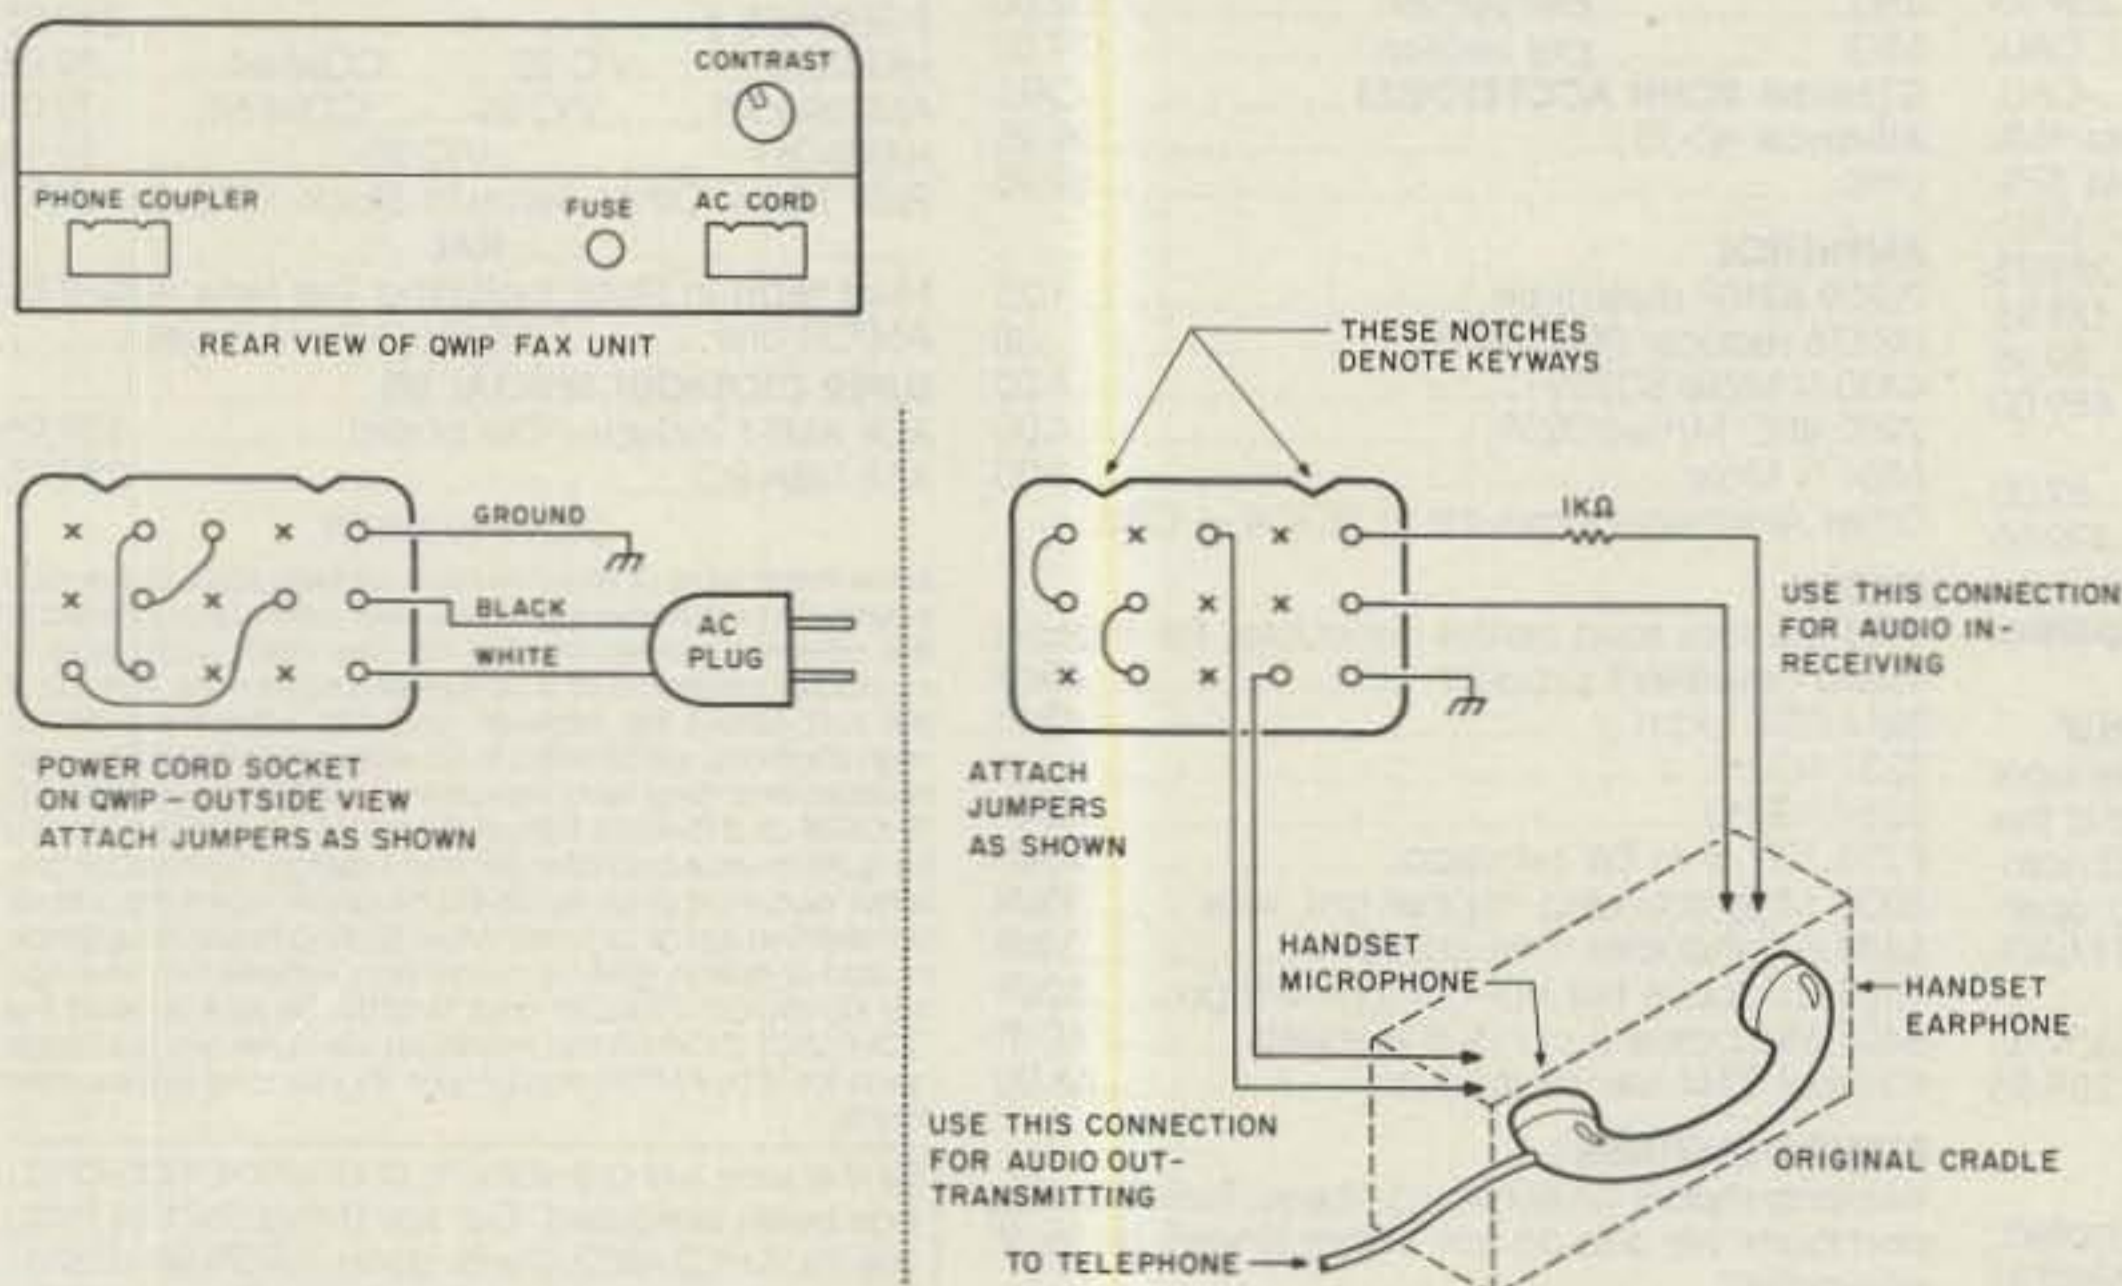 CONTRAST
PHONE COUPLER
FUSE
AC CORD
REAR VIEW OF QWIP FAX UNIT
THESE NOTCHES
DENOTE KEYWAYS
GROUND
BLACK
WHITE
AC
PLUG
POWER CORD SOCKET
ON QWIP – OUTSIDE VIEW
ATTACH JUMPERS AS SHOWN
1KΩ
USE THIS CONNECTION
FOR AUDIO IN-
RECEIVING
ATTACH
JUMPERS
AS SHOWN
HANDSET
MICROPHONE
HANDSET
EARPHONE
USE THIS CONNECTION
FOR AUDIO OUT-
TRANSMITTING
ORIGINAL CRADLE
TO TELEPHONE